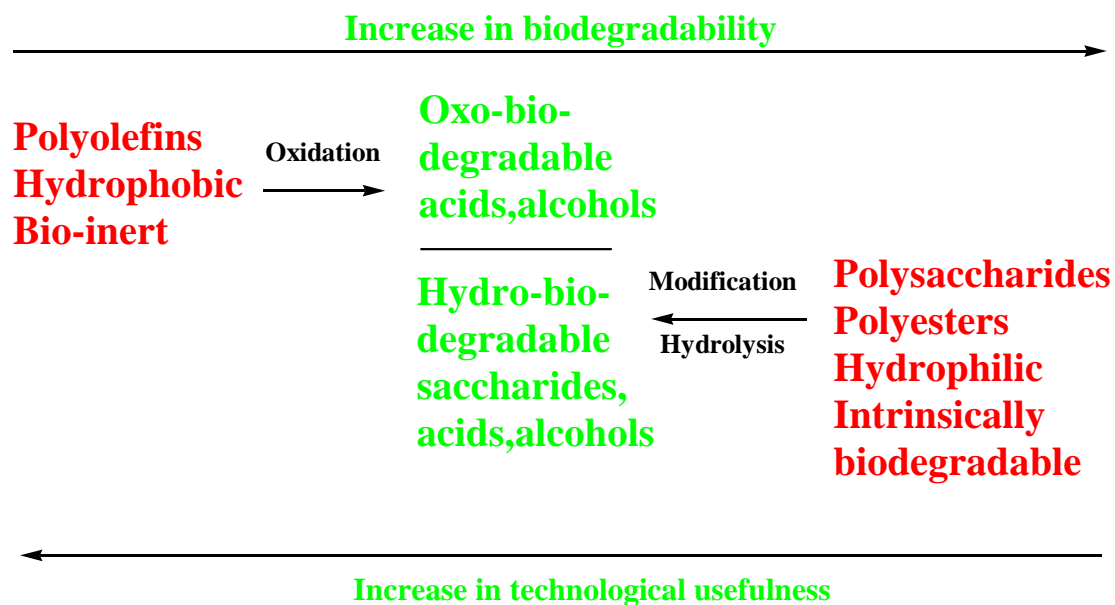 Increase in biodegradability
Polyolefins
Hydrophobic
Bio-inert
Oxidation
Oxo-bio-
degradable
acids,alcohols
Hydro-bio-
degradable
saccharides,
acids,alcohols
Modification
Hydrolysis
Polysaccharides
Polyesters
Hydrophilic
Intrinsically
biodegradable
Increase in technological usefulness